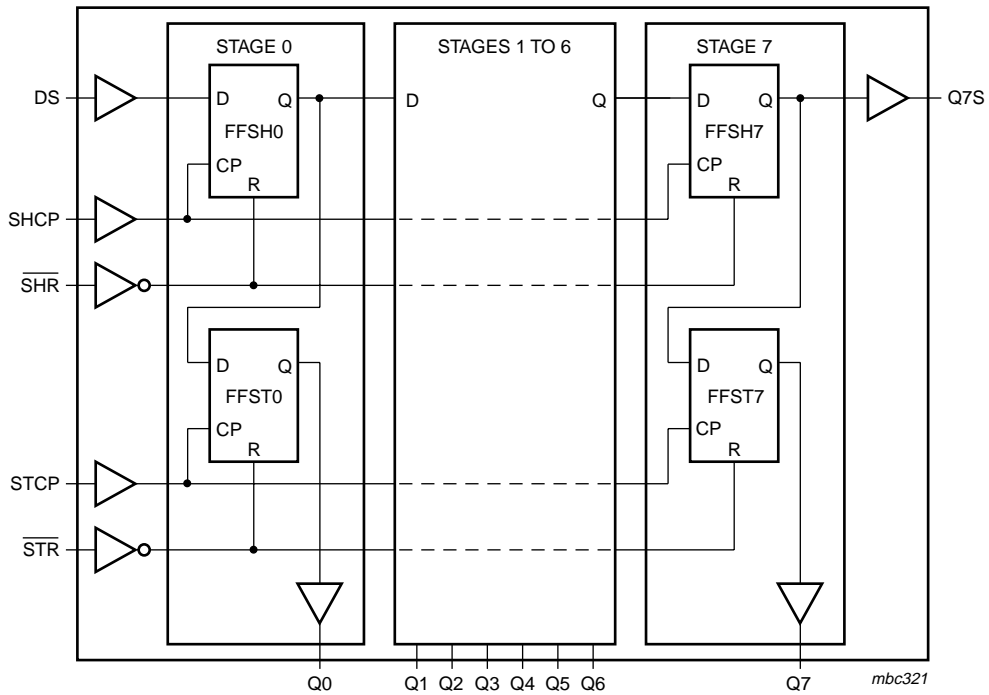 STAGE 0
STAGES 1 TO 6
STAGE 7
DS
D
Q
FFSH0
CP
R
D
Q
D
Q
FFSH7
CP
R
Q7S
SHCP
SHR
D
Q
FFST0
CP
R
D
Q
FFST7
CP
R
STCP
STR
Q0
Q1
Q2
Q3
Q4
Q5
Q6
Q7
mbc321